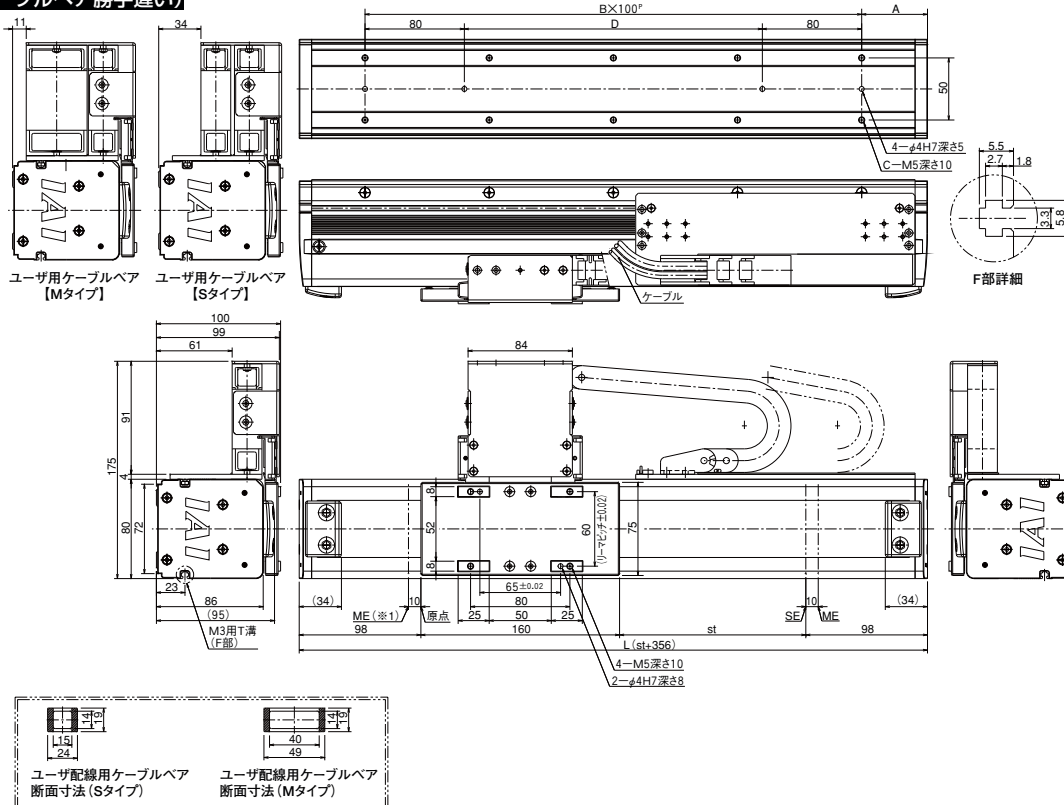 ブルベア勝手違い)
11
34
B×100P
A
80
D
80
50
4−φ4H7深さ5
C−M5深さ10
5.5
2.7
1.8
3.3
5.8
F部詳細
IAI
IAI
ユーザ用ケーブルベア
【Mタイプ】
ユーザ用ケーブルベア
【Sタイプ】
ケーブル
100
99
61
84
175
91
4
80
72
IAI
IAI
8
52
8
60
(リーマピッチ±0.02)
75
23
86
(95)
M3用T溝
(F部)
(34)
ME(※1)
10
原点
65±0.02
80
25
50
25
SE
10
ME
(34)
98
160
st
98
L(st+356)
4−M5深さ10
2−φ4H7深さ8
14
19
15
24
14
19
40
49
ユーザ配線用ケーブルベア
断面寸法(Sタイプ)
ユーザ配線用ケーブルベア
断面寸法(Mタイプ)